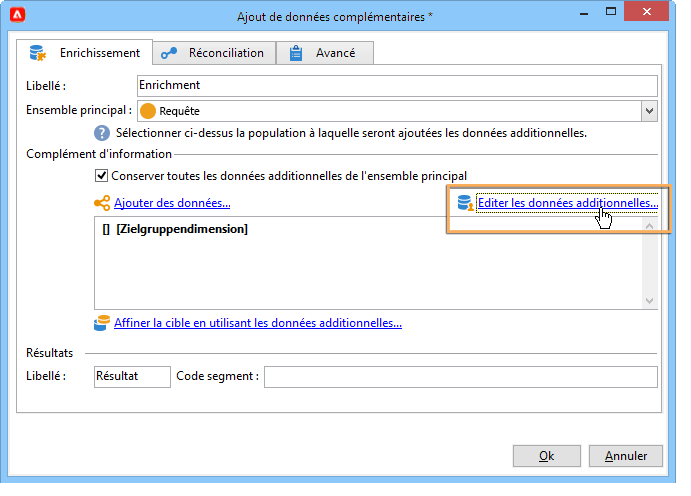 Ajout de données complémentaires *
Enrichissement
Réconciliation
Avancé
Libellé :
Enrichment
Ensemble principal :
Requête
Sélectionner ci-dessus la population à laquelle seront ajoutées les données additionnelles.
Complément d'information
Conserver toutes les données additionnelles de l'ensemble principal
Ajouter des données...
Editer les données additionnelles...
[] [Zielgruppendimension]
Affiner la cible en utilisant les données additionnelles...
Résultats
Libellé :
Résultat
Code segment :
Ok
Annuler